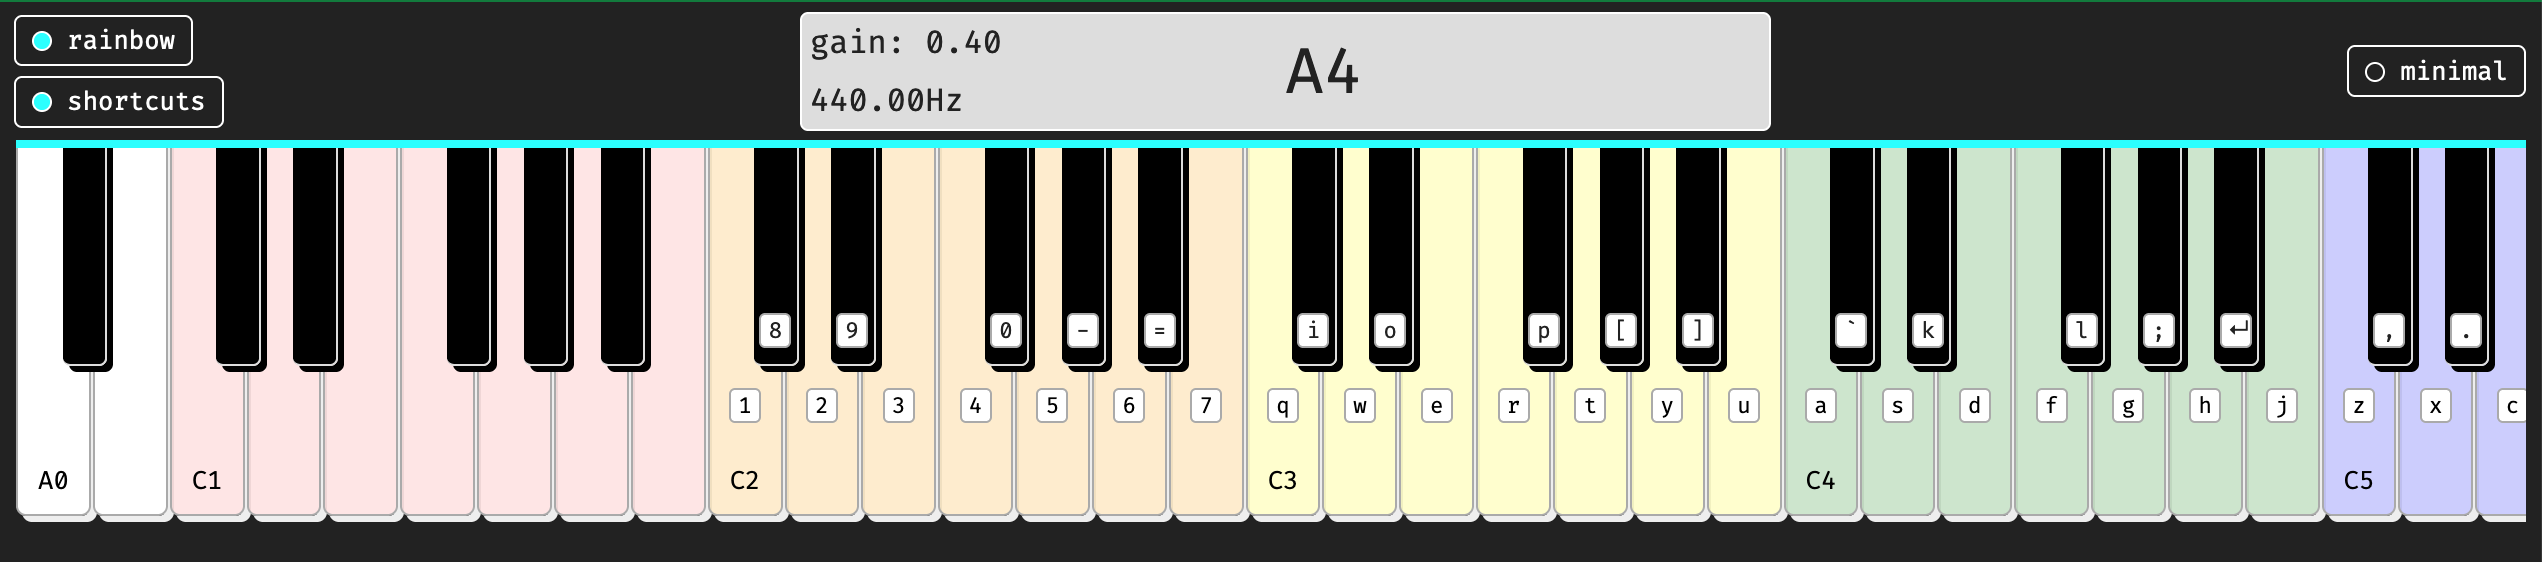 rainbow
shortcuts
gain: 0.40
440.00Hz
A4
minimal
8 9 0 - = i o p [ ] ` k l ; ↵ , .
1 2 3 4 5 6 7 q w e r t y u a s d f g h j z x c
A0 C1 C2 C3 C4 C5